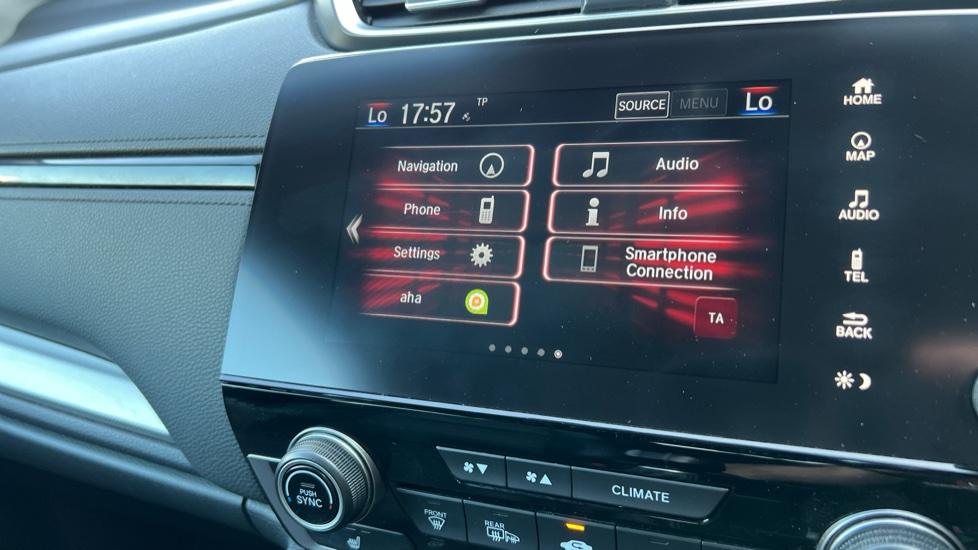 Lo 17:57 TP SOURCE MENU Lo
Navigation
Audio
Phone
Info
Settings
Smartphone
Connection
aha
TA
HOME
MAP
AUDIO
TEL
BACK
PUSH
SYNC
CLIMATE
FRONT
REAR